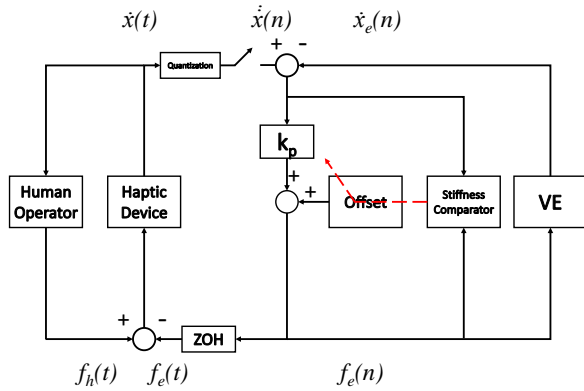 ẋ(t) ẋ̇(n) ẋₑ(n)
Quantization
+ -
kₚ
+
+
Human Operator
Haptic Device
Offset
Stiffness Comparator
VE
+ -
ZOH
fₕ(t) fₑ(t) fₑ(n)